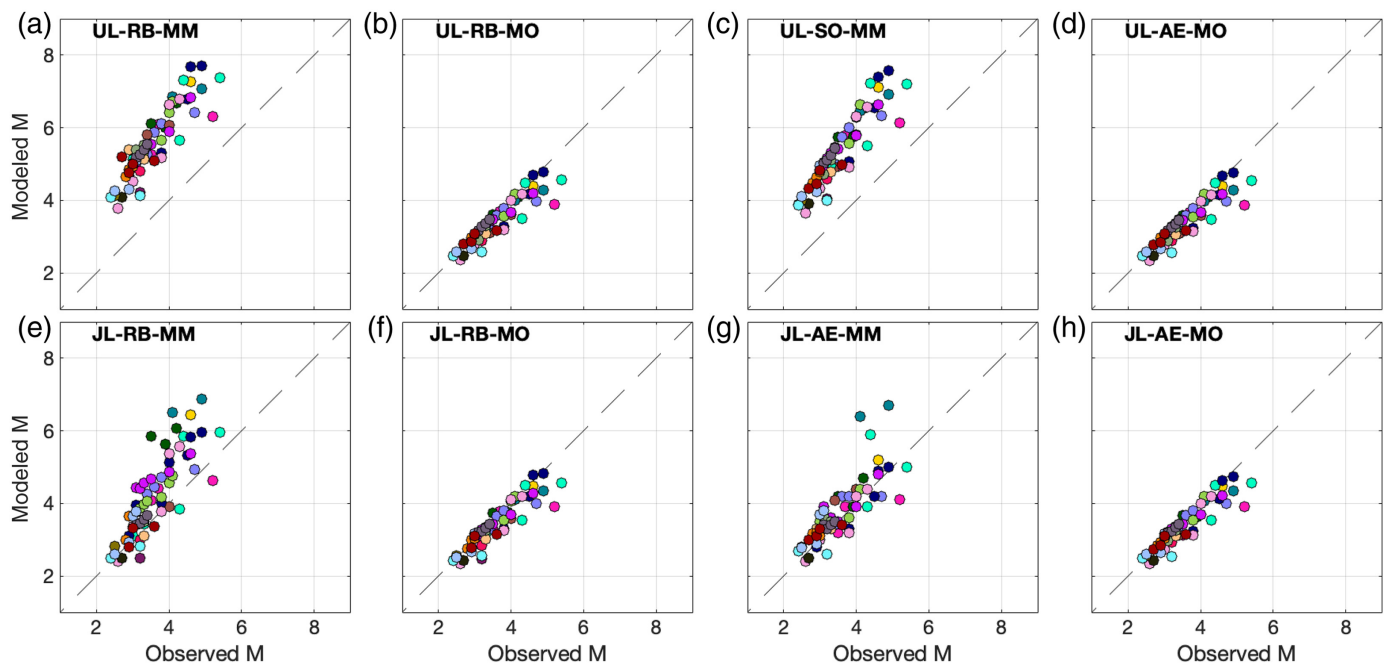 (a) UL-RB-MM
(b) UL-RB-MO
(c) UL-SO-MM
(d) UL-AE-MO
8
6
4
2
Modeled M
(e) JL-RB-MM
(f) JL-RB-MO
(g) JL-AE-MM
(h) JL-AE-MO
8
6
4
2
Modeled M
2 4 6 8
2 4 6 8
2 4 6 8
2 4 6 8
Observed M
Observed M
Observed M
Observed M